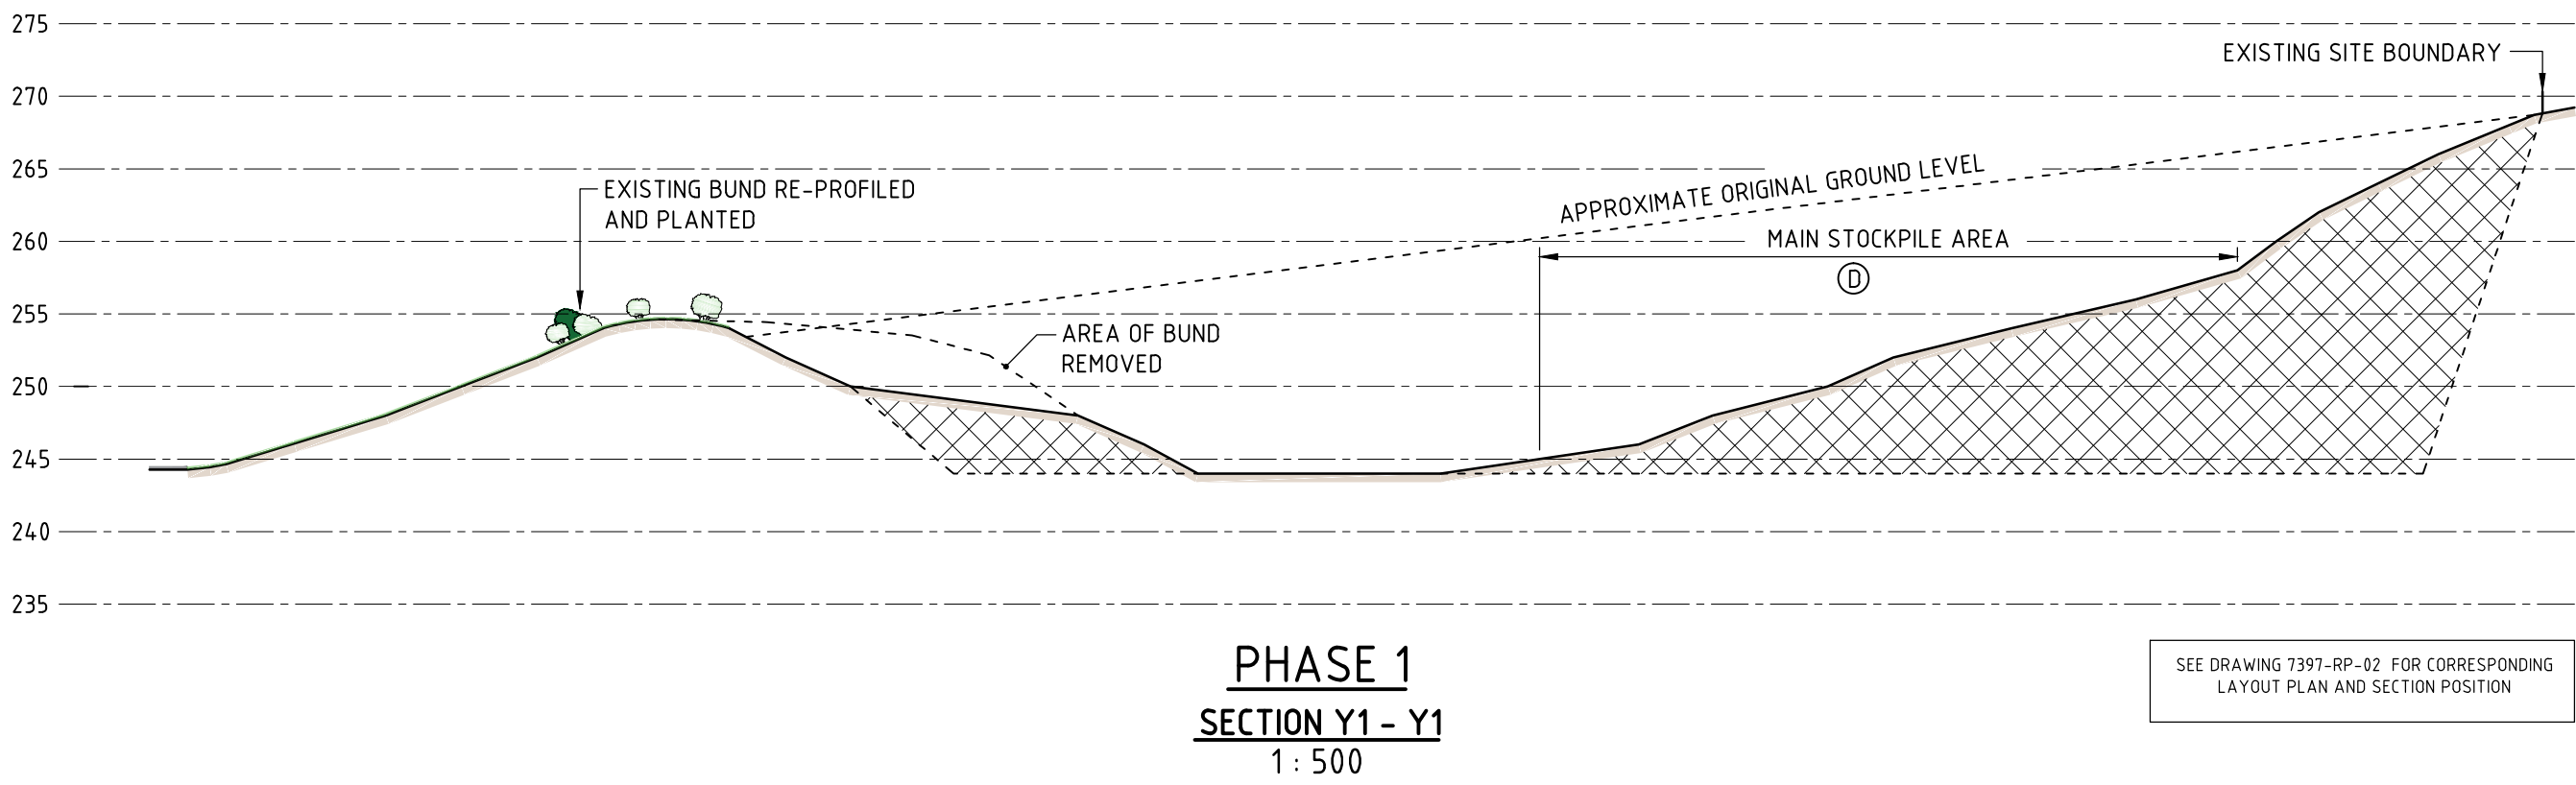 275
EXISTING SITE BOUNDARY
270
265
APPROXIMATE ORIGINAL GROUND LEVEL
EXISTING BUND RE-PROFILED
AND PLANTED
260
MAIN STOCKPILE AREA
D
255
AREA OF BUND
REMOVED
250
245
240
235
PHASE 1
SECTION Y1 - Y1
1 : 500
SEE DRAWING 7397-RP-02 FOR CORRESPONDING
LAYOUT PLAN AND SECTION POSITION